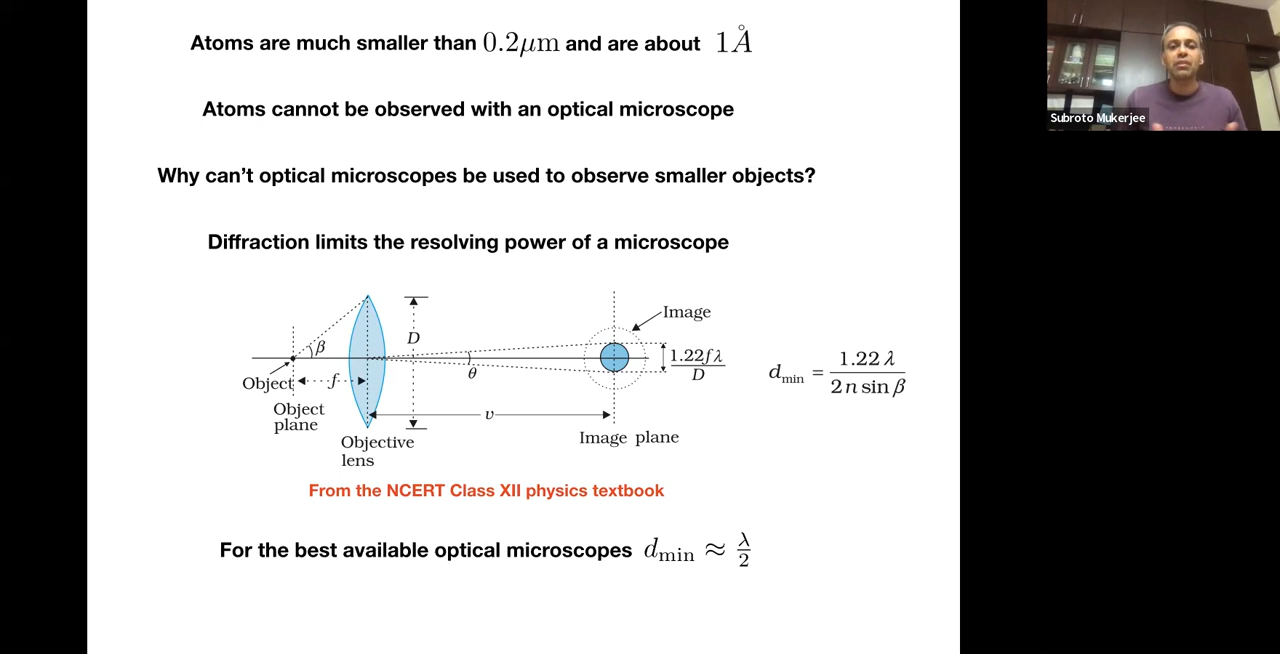 Atoms are much smaller than 0.2μm and are about 1Å
Subroto Mukerjee
Atoms cannot be observed with an optical microscope
Why can’t optical microscopes be used to observe smaller objects?
Diffraction limits the resolving power of a microscope
Image
β
D
1.22fλ
D
θ
d_min = 1.22 λ / 2 n sin β
Object
f
Object
plane
v
Objective
lens
Image plane
From the NCERT Class XII physics textbook
For the best available optical microscopes d_min ≈ λ/2